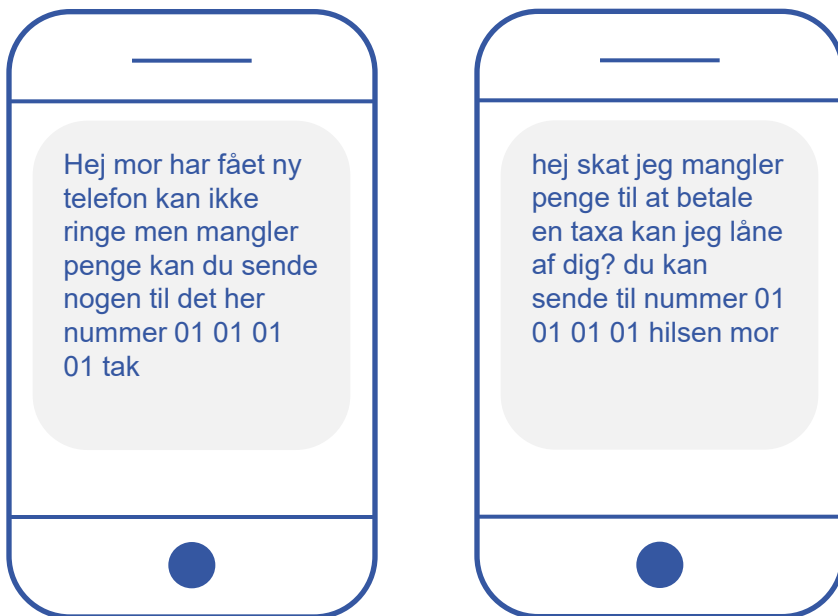 Hej mor har fået ny
telefon kan ikke
ringe men mangler
penge kan du sende
nogen til det her
nummer 01 01 01
01 tak
hej skat jeg mangler
penge til at betale
en taxa kan jeg låne
af dig? du kan
sende til nummer 01
01 01 01 hilsen mor